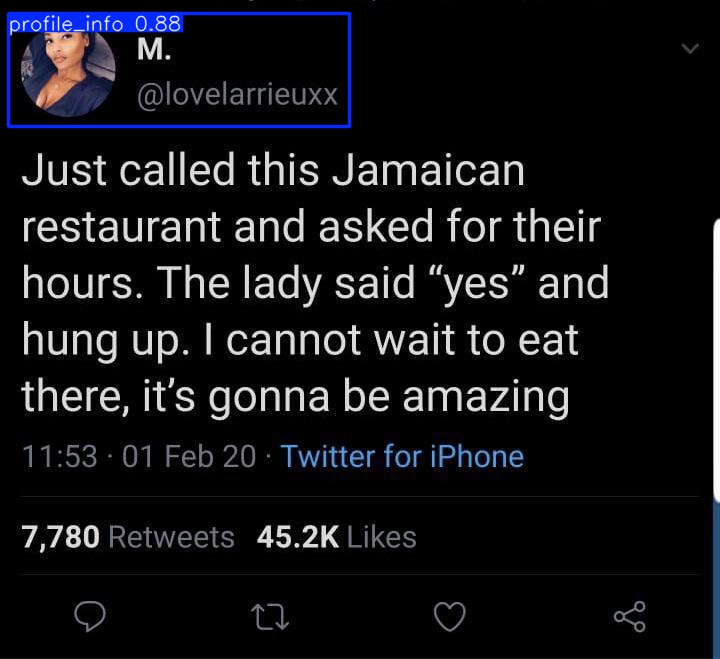 profile_info 0.88
M.
@lovelarrieuxx
Just called this Jamaican
restaurant and asked for their
hours. The lady said “yes” and
hung up. I cannot wait to eat
there, it’s gonna be amazing
11:53 · 01 Feb 20 · Twitter for iPhone
7,780 Retweets 45.2K Likes